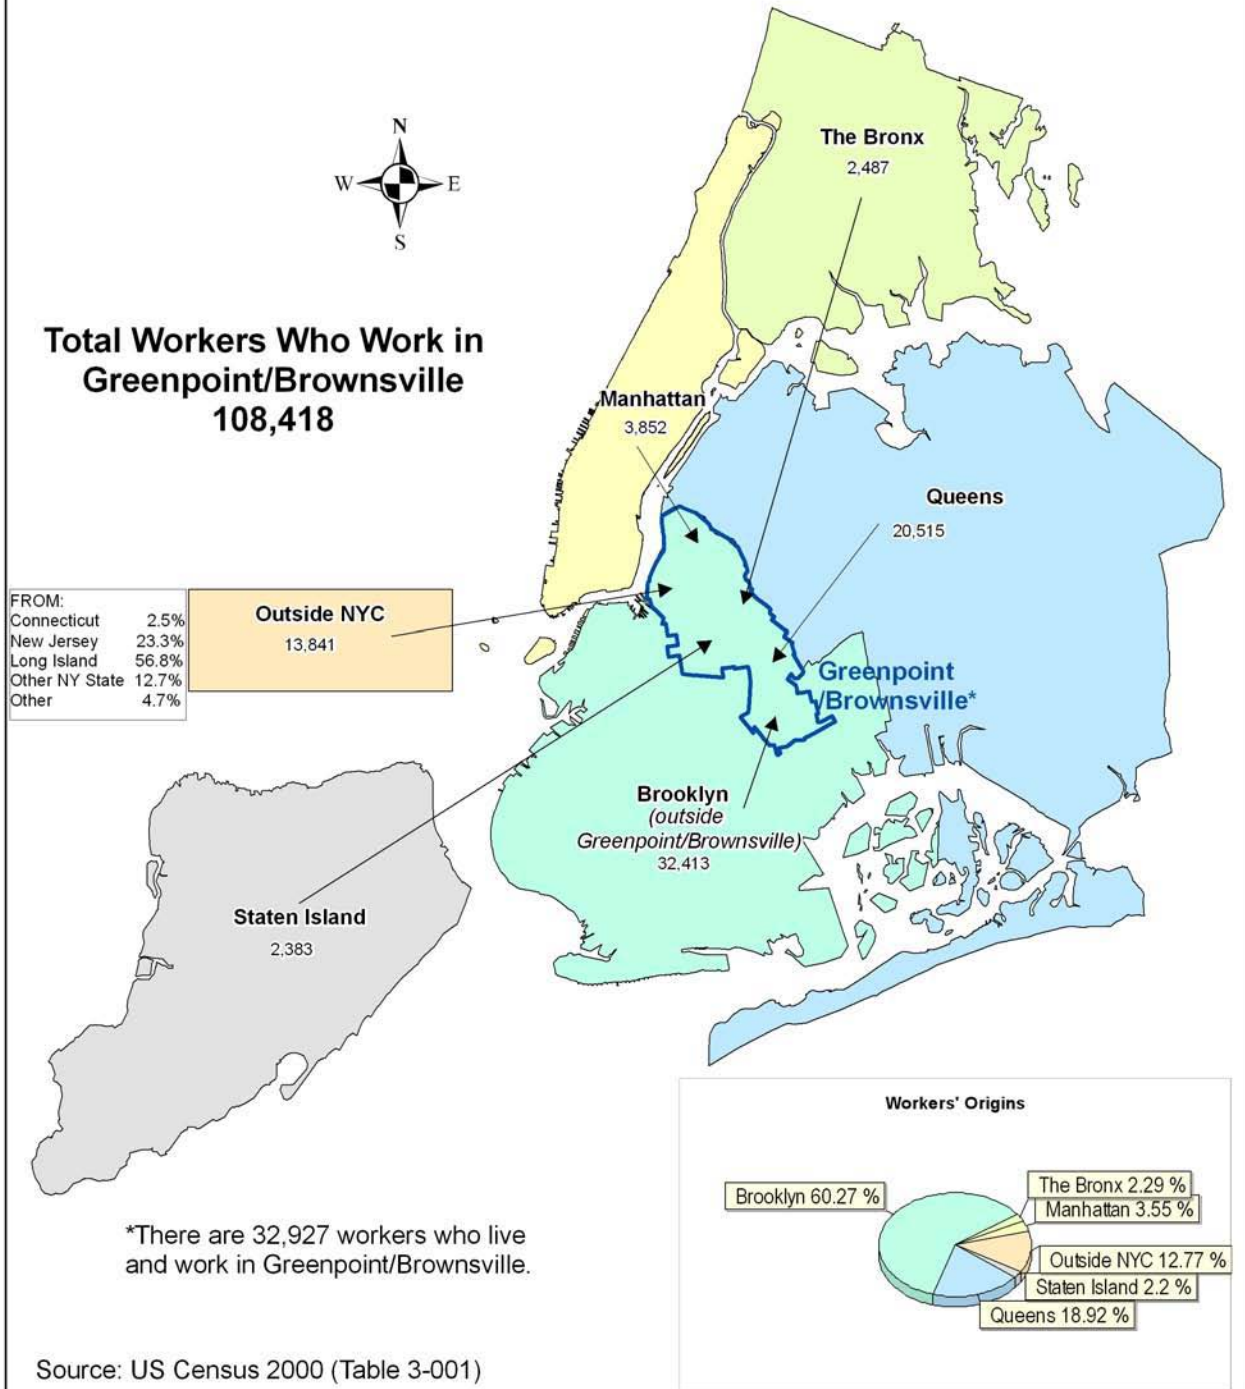 N
W E
S
The Bronx
2,487
Total Workers Who Work in
Greenpoint/Brownsville
108,418
Manhattan
3,852
Queens
20,515
FROM:
Connecticut 2.5%
New Jersey 23.3%
Long Island 56.8%
Other NY State 12.7%
Other 4.7%
Outside NYC
13,841
Greenpoint
/Brownsville*
Brooklyn
(outside
Greenpoint/Brownsville)
32,413
Staten Island
2,383
Workers' Origins
Brooklyn 60.27 %
The Bronx 2.29 %
Manhattan 3.55 %
Outside NYC 12.77 %
Staten Island 2.2 %
Queens 18.92 %
*There are 32,927 workers who live
and work in Greenpoint/Brownsville.
Source: US Census 2000 (Table 3-001)